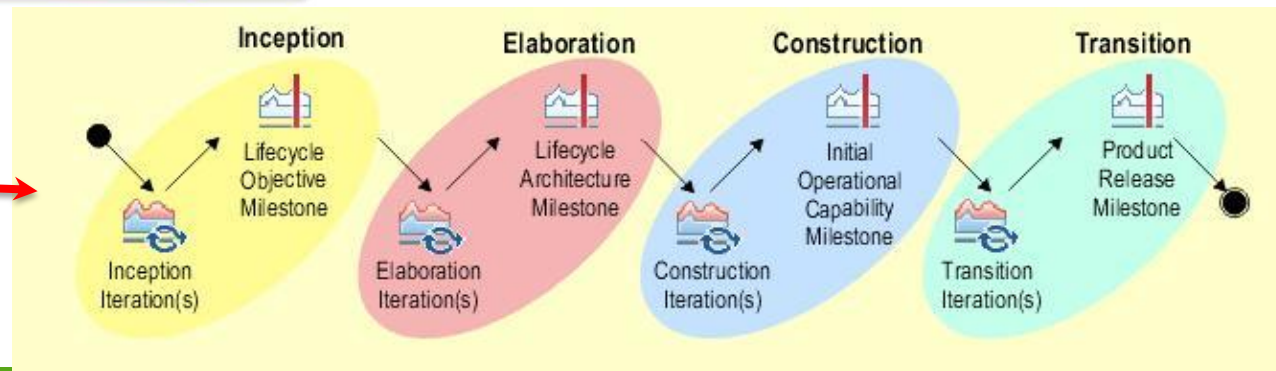 Inception
Elaboration
Construction
Transition
Lifecycle
Objective
Milestone
Lifecycle
Architecture
Milestone
Initial
Operational
Capability
Milestone
Product
Release
Milestone
Inception
Iteration(s)
Elaboration
Iteration(s)
Construction
Iteration(s)
Transition
Iteration(s)